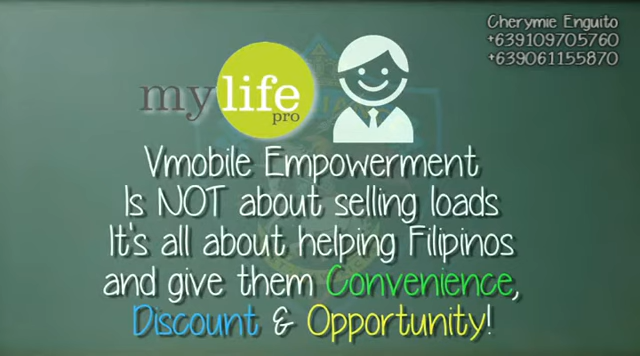 Cherymie Enguito
+639109705760
+639061155870
my life
pro
Vmobile Empowerment
Is NOT about selling loads
It's all about helping Filipinos
and give them Convenience,
Discount & Opportunity!